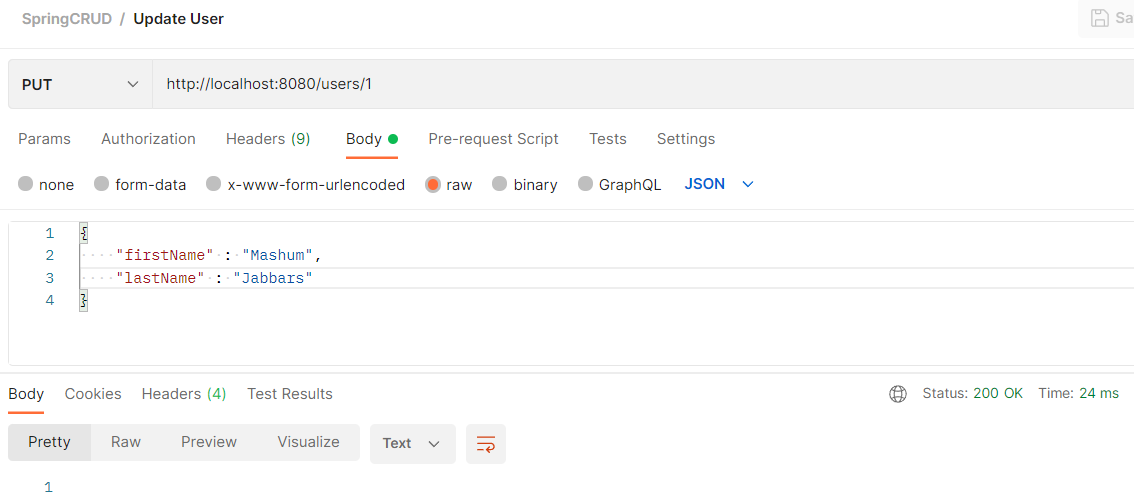 SpringCRUD / Update User
Sa
PUT http://localhost:8080/users/1
Params Authorization Headers (9) Body Pre-request Script Tests Settings
none form-data x-www-form-urlencoded raw binary GraphQL JSON
1 {
2 "firstName" : "Mashum",
3 "lastName" : "Jabbars"
4 }
Body Cookies Headers (4) Test Results Status: 200 OK Time: 24 ms
Pretty Raw Preview Visualize Text
1